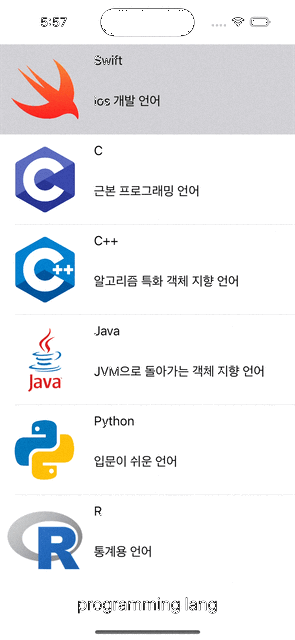 5:57
Swift
ios 개발 언어
C
C
근본 프로그래밍 언어
C++
C++
알고리즘 특화 객체 지향 언어
Java
Java
JVM으로 돌아가는 객체 지향 언어
Python
입문이 쉬운 언어
R
R
통계용 언어
programming lang